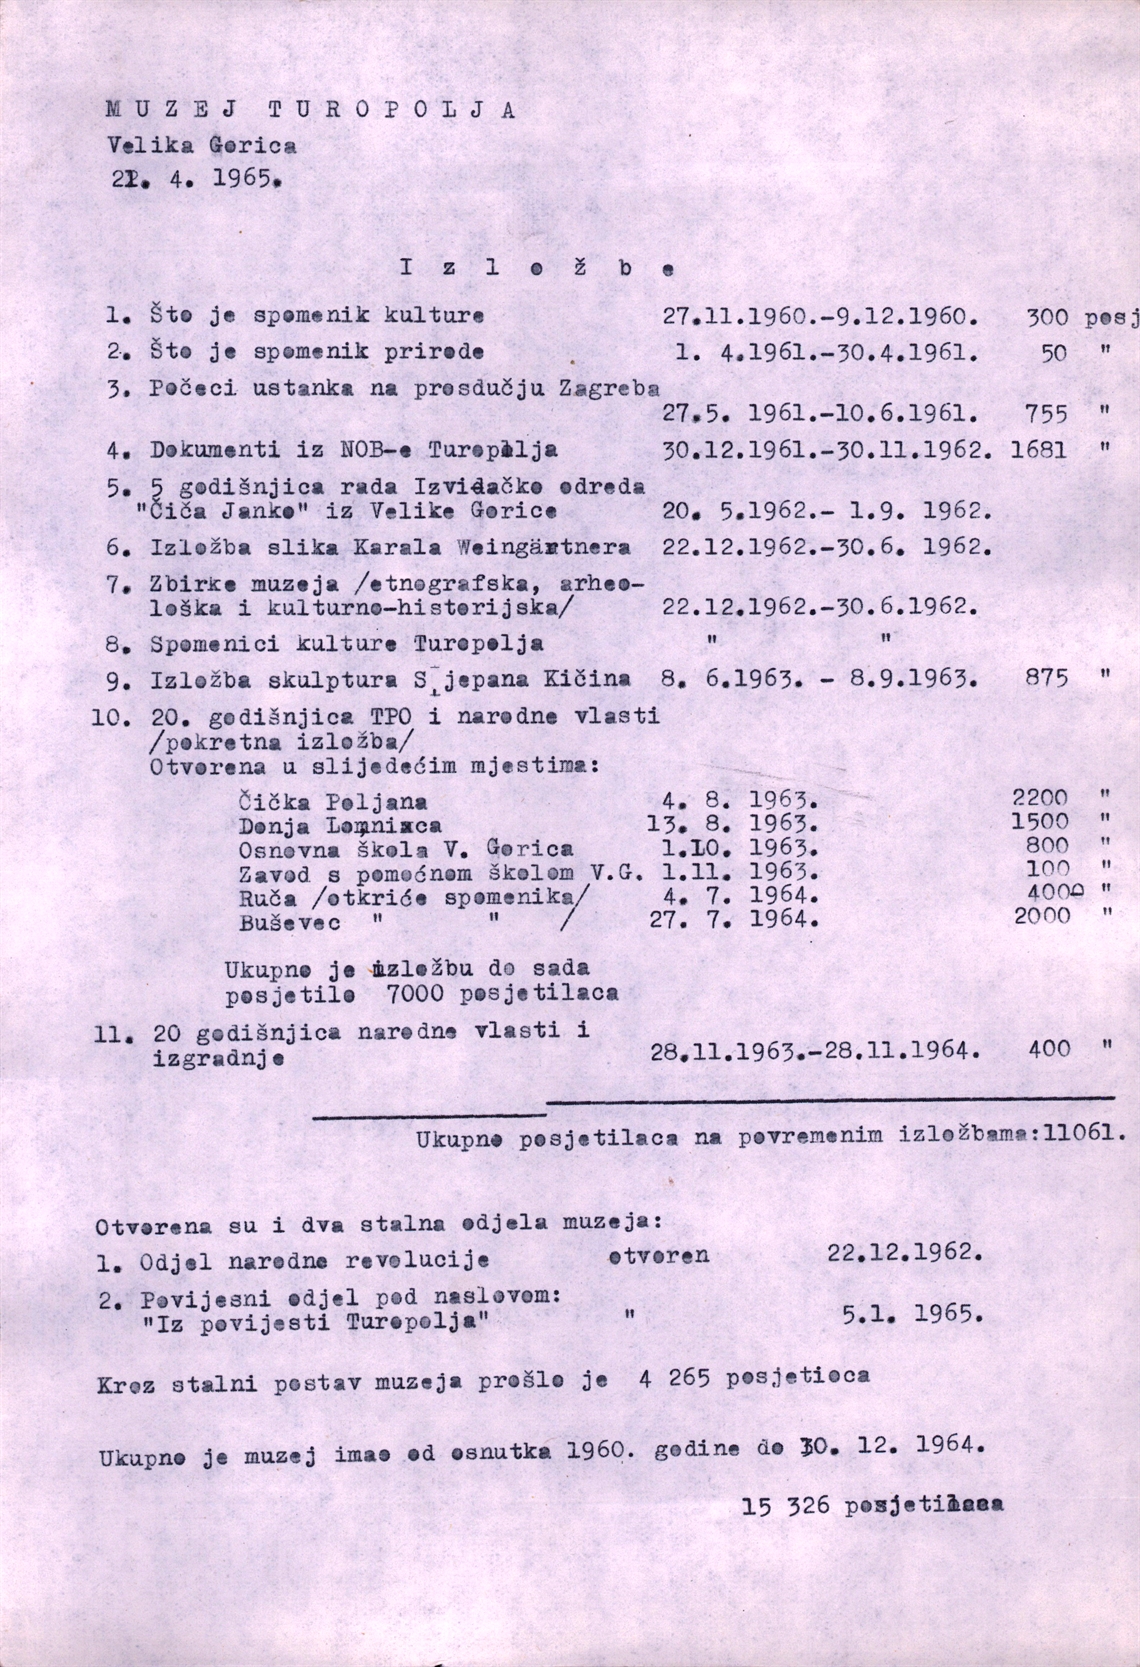 MUZEJ TUROPOLJA
Velika Gorica
4. 1965.
Izložbe
1. Što je spomenik kulture 27.11.1960.-9.12.1960. 300 posj
2. Što je spomenik prirode 1. 4.1961.-30.4.1961. 50 "
3. Počeci ustanka na prosdučju Zagreba
27.5. 1961.-10.6.1961. 755 "
4. Dokumenti iz NOB-e Turopolja 30.12.1961.-30.11.1962. 1681 "
5. 5 godišnjica rada Izviđačko odreda
"Čiča Janko" iz Velike Gorice 20. 5.1962.- 1.9. 1962.
6. Izložba slika Karala Weingärtnera 22.12.1962.-30.6. 1962.
7. Zbirke muzeja /etnografska, arheo-
loška i kulturno-historijska/ 22.12.1962.-30.6.1962.
8. Spomenici kulture Turopolja " "
9. Izložba skulptura Stjepana Kičina 8. 6.1963. - 8.9.1963. 875 "
10. 20. godišnjica TPO i narodne vlasti
/pokretna izložba/
Otvorena u slijedećim mjestima:
Čička Poljana 4. 8. 1963. 2200 "
Donja Lomnica 13. 8. 1963. 1500 "
Osnovna škola V. Gorica 1.10. 1963. 800 "
Zavod s pomoćnom školom V.G. 1.11. 1963. 100 "
Ruča /otkriće spomenika/ 4. 7. 1964. 400 "
Buševec " " / 27. 7. 1964. 2000 "
Ukupno je izložbu do sada
posjetilo 7000 posjetilaca
11. 20 godišnjica narodne vlasti i
izgradnje 28.11.1963.-28.11.1964. 400 "
Ukupno posjetilaca na povremenim izložbama:11061.
Otvorena su i dva stalna odjela muzeja:
1. Odjel narodne revolucije otvoren 22.12.1962.
2. Povijesni odjel pod naslovom:
"Iz povijesti Turopolja" " 5.1. 1965.
Kroz stalni postav muzeja prošlo je 4 265 posjetioca
Ukupno je muzej imao od osnutka 1960. godine do 30. 12. 1964.
15 326 posjetilaca